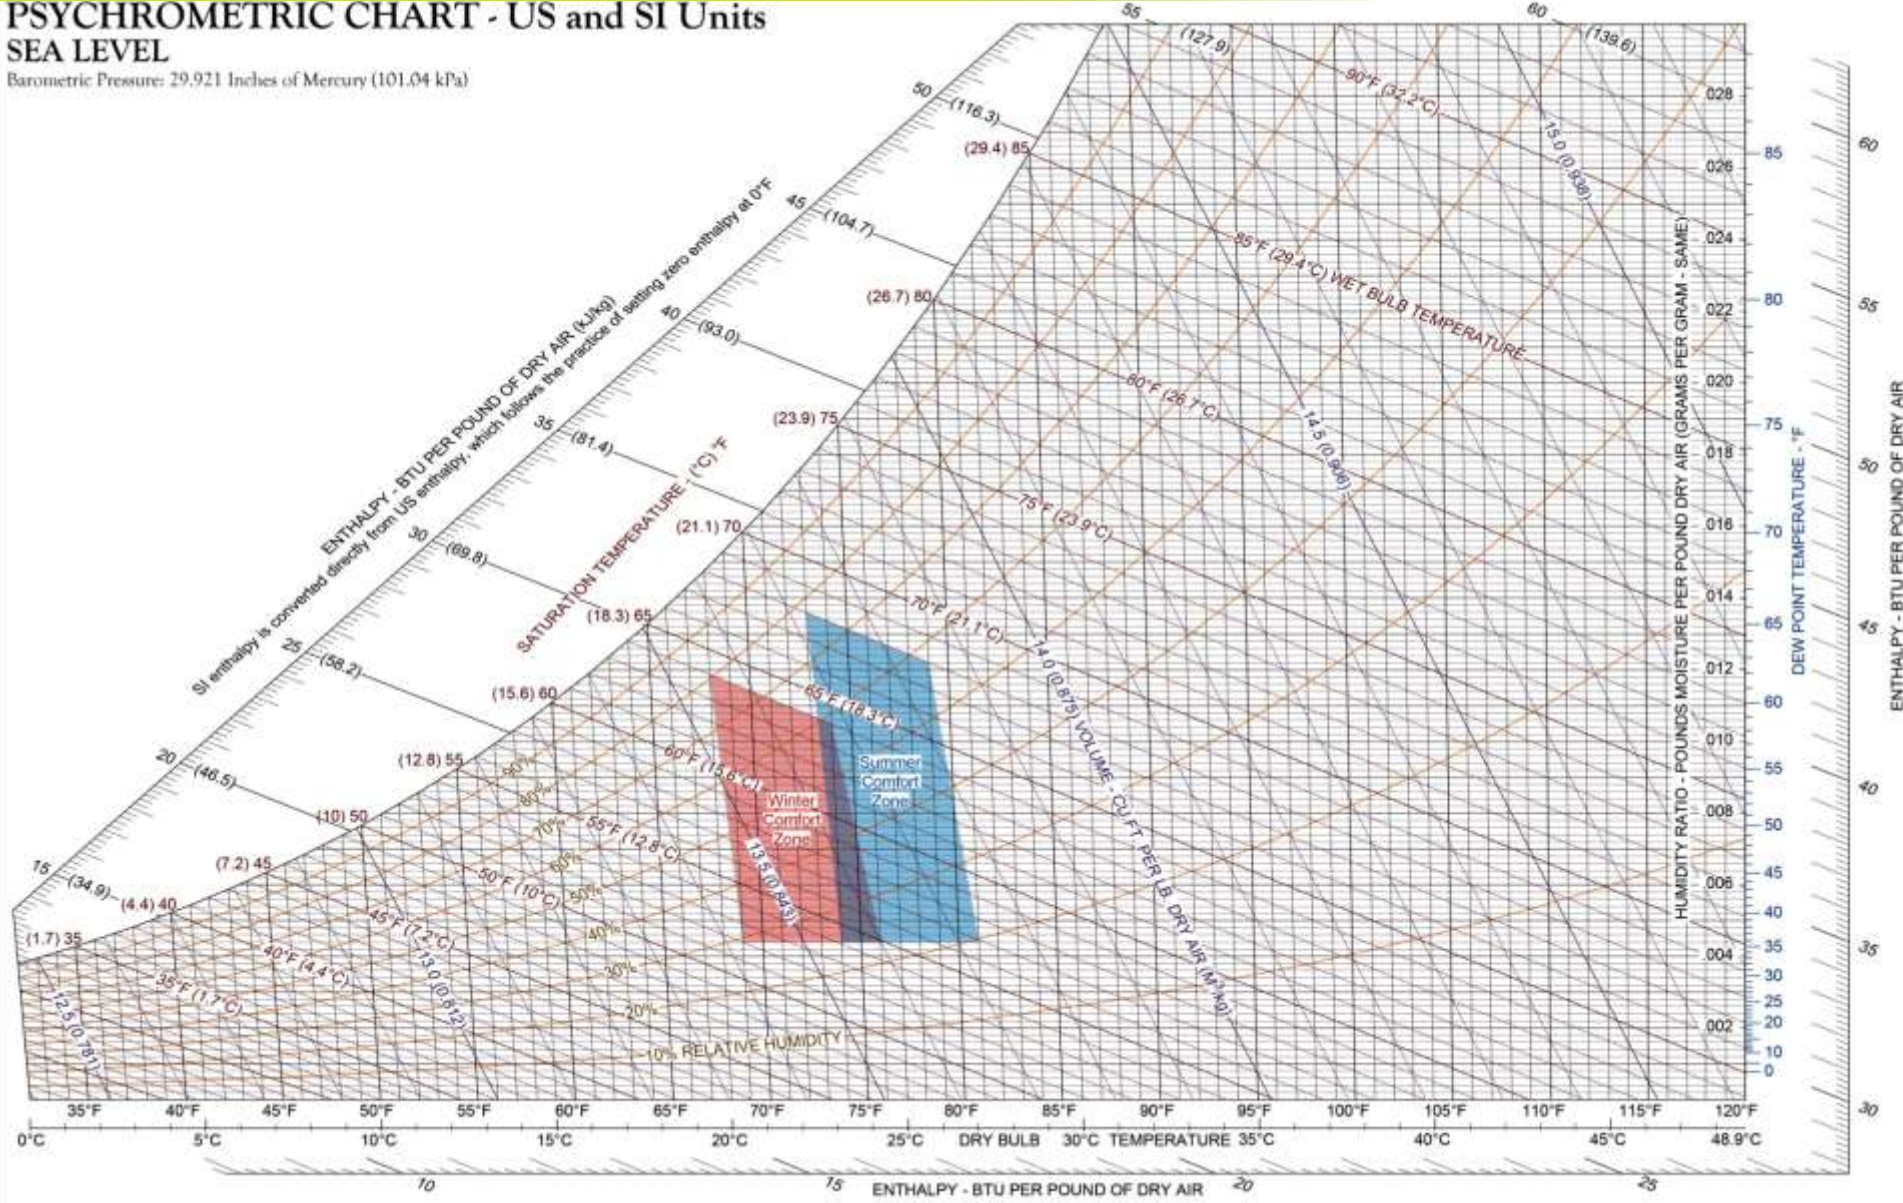 PSYCHROMETRIC CHART - US and SI Units
SEA LEVEL
Barometric Pressure: 29.921 Inches of Mercury (101.04 kPa)
ENTHALPY - BTU PER POUND OF DRY AIR (kJ/kg)
SI enthalpy is converted directly from US enthalpy, which follows the practice of setting zero enthalpy at 0°F
15 (34.9)
20 (46.5)
25 (58.2)
30 (69.8)
35 (81.4)
40 (93.0)
45 (104.7)
50 (116.3)
55 (127.9)
60 (139.6)
SATURATION TEMPERATURE - (°C) °F
(1.7) 35
(4.4) 40
(7.2) 45
(10) 50
(12.8) 55
(15.6) 60
(18.3) 65
(21.1) 70
(23.9) 75
(26.7) 80
(29.4) 85
35°F (1.7°C)
40°F (4.4°C)
45°F (7.2°C)
50°F (10°C)
55°F (12.8°C)
60°F (15.6°C)
65°F (18.3°C)
70°F (21.1°C)
75°F (23.9°C)
80°F (26.7°C)
85°F (29.4°C) WET BULB TEMPERATURE
90°F (32.2°C)
90%
80%
70%
60%
50%
40%
30%
20%
10% RELATIVE HUMIDITY
Winter
Comfort
Zone
Summer
Comfort
Zone
12.5 (0.781)
13.0 (0.812)
13.5 (0.843)
14.0 (0.875) VOLUME - CU FT PER LB. DRY AIR (M³/kg)
14.5 (0.906)
15.0 (0.936)
HUMIDITY RATIO - POUNDS MOISTURE PER POUND DRY AIR (GRAMS PER GRAM - SAME)
.028
.026
.024
.022
.020
.018
.016
.014
.012
.010
.008
.006
.004
.002
DEW POINT TEMPERATURE - °F
85
80
75
70
65
60
55
50
45
40
35
30
25
20
10
0
ENTHALPY - BTU PER POUND OF DRY AIR
60
55
50
45
40
35
30
35°F 40°F 45°F 50°F 55°F 60°F 65°F 70°F 75°F 80°F 85°F 90°F 95°F 100°F 105°F 110°F 115°F 120°F
0°C 5°C 10°C 15°C 20°C 25°C DRY BULB 30°C TEMPERATURE 35°C 40°C 45°C 48.9°C
10 15 ENTHALPY - BTU PER POUND OF DRY AIR 20 25